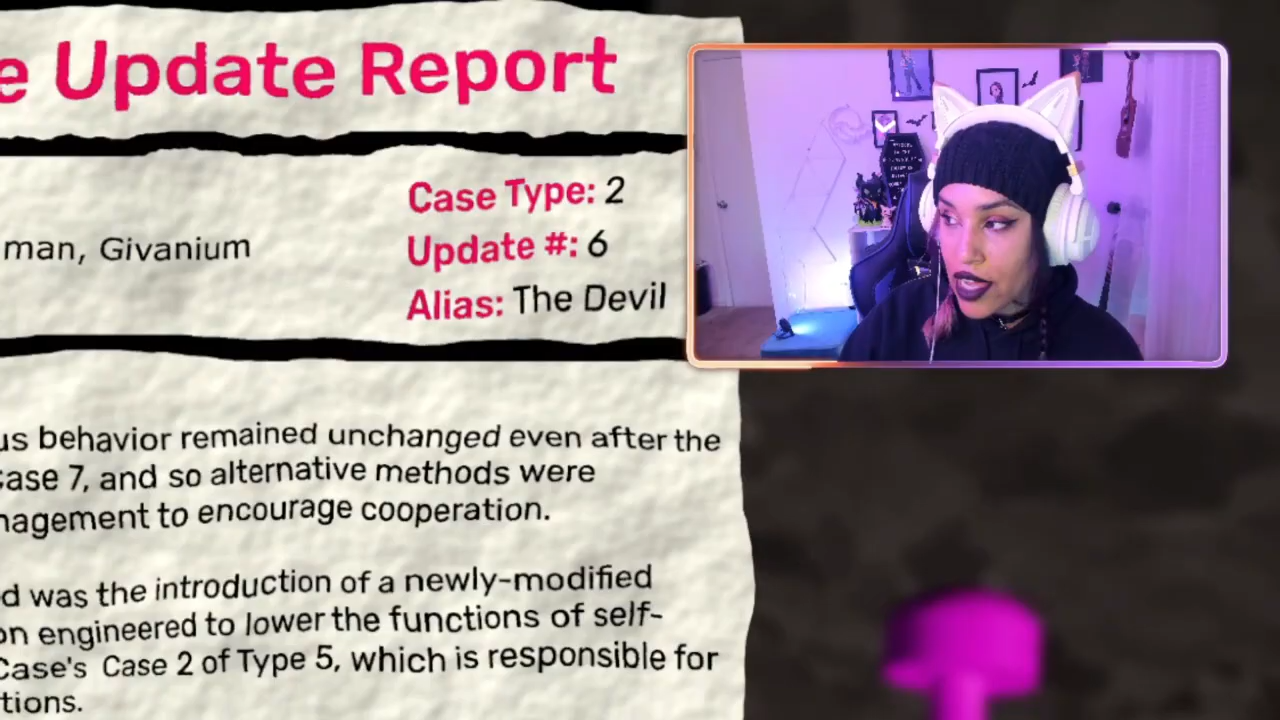 e Update Report
Case Type: 2
man, Givanium
Update #: 6
Alias: The Devil
us behavior remained unchanged even after the
Case 7, and so alternative methods were
nagement to encourage cooperation.
d was the introduction of a newly-modified
on engineered to lower the functions of self-
Case's Case 2 of Type 5, which is responsible for
tions.